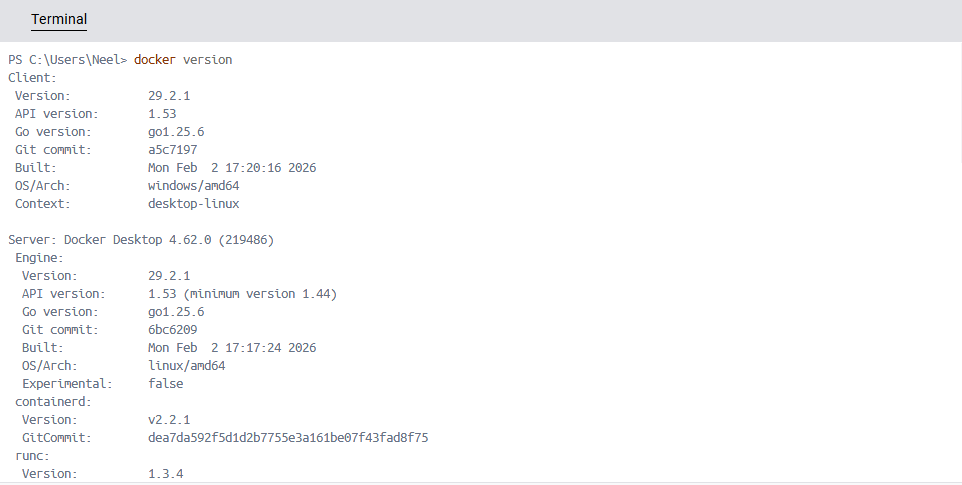 Terminal
PS C:\Users\Neel> docker version
Client:
 Version:           29.2.1
 API version:       1.53
 Go version:        go1.25.6
 Git commit:        a5c7197
 Built:             Mon Feb  2 17:20:16 2026
 OS/Arch:           windows/amd64
 Context:           desktop-linux

Server: Docker Desktop 4.62.0 (219486)
 Engine:
  Version:          29.2.1
  API version:      1.53 (minimum version 1.44)
  Go version:       go1.25.6
  Git commit:       6bc6209
  Built:            Mon Feb  2 17:17:24 2026
  OS/Arch:          linux/amd64
  Experimental:     false
 containerd:
  Version:          v2.2.1
  GitCommit:        dea7da592f5d1d2b7755e3a161be07f43fad8f75
 runc:
  Version:          1.3.4